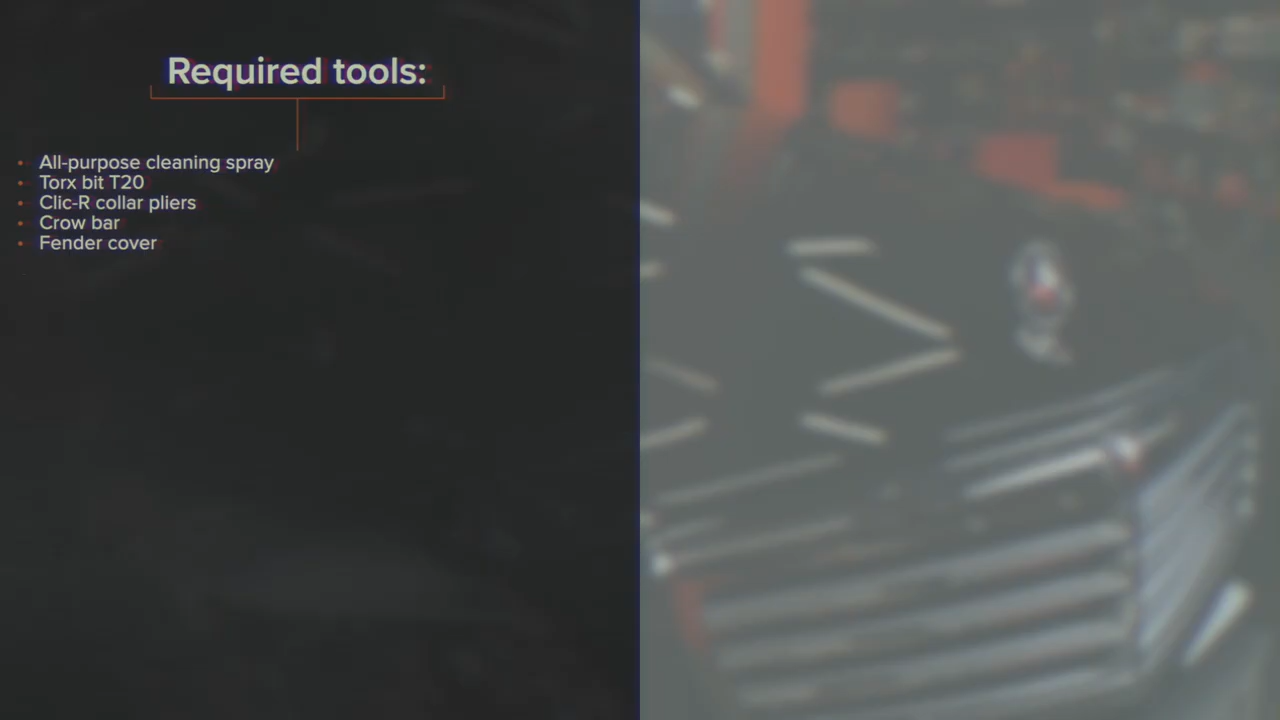 Required tools:
• All-purpose cleaning spray
• Torx bit T20
• Clic-R collar pliers
• Crow bar
• Fender cover